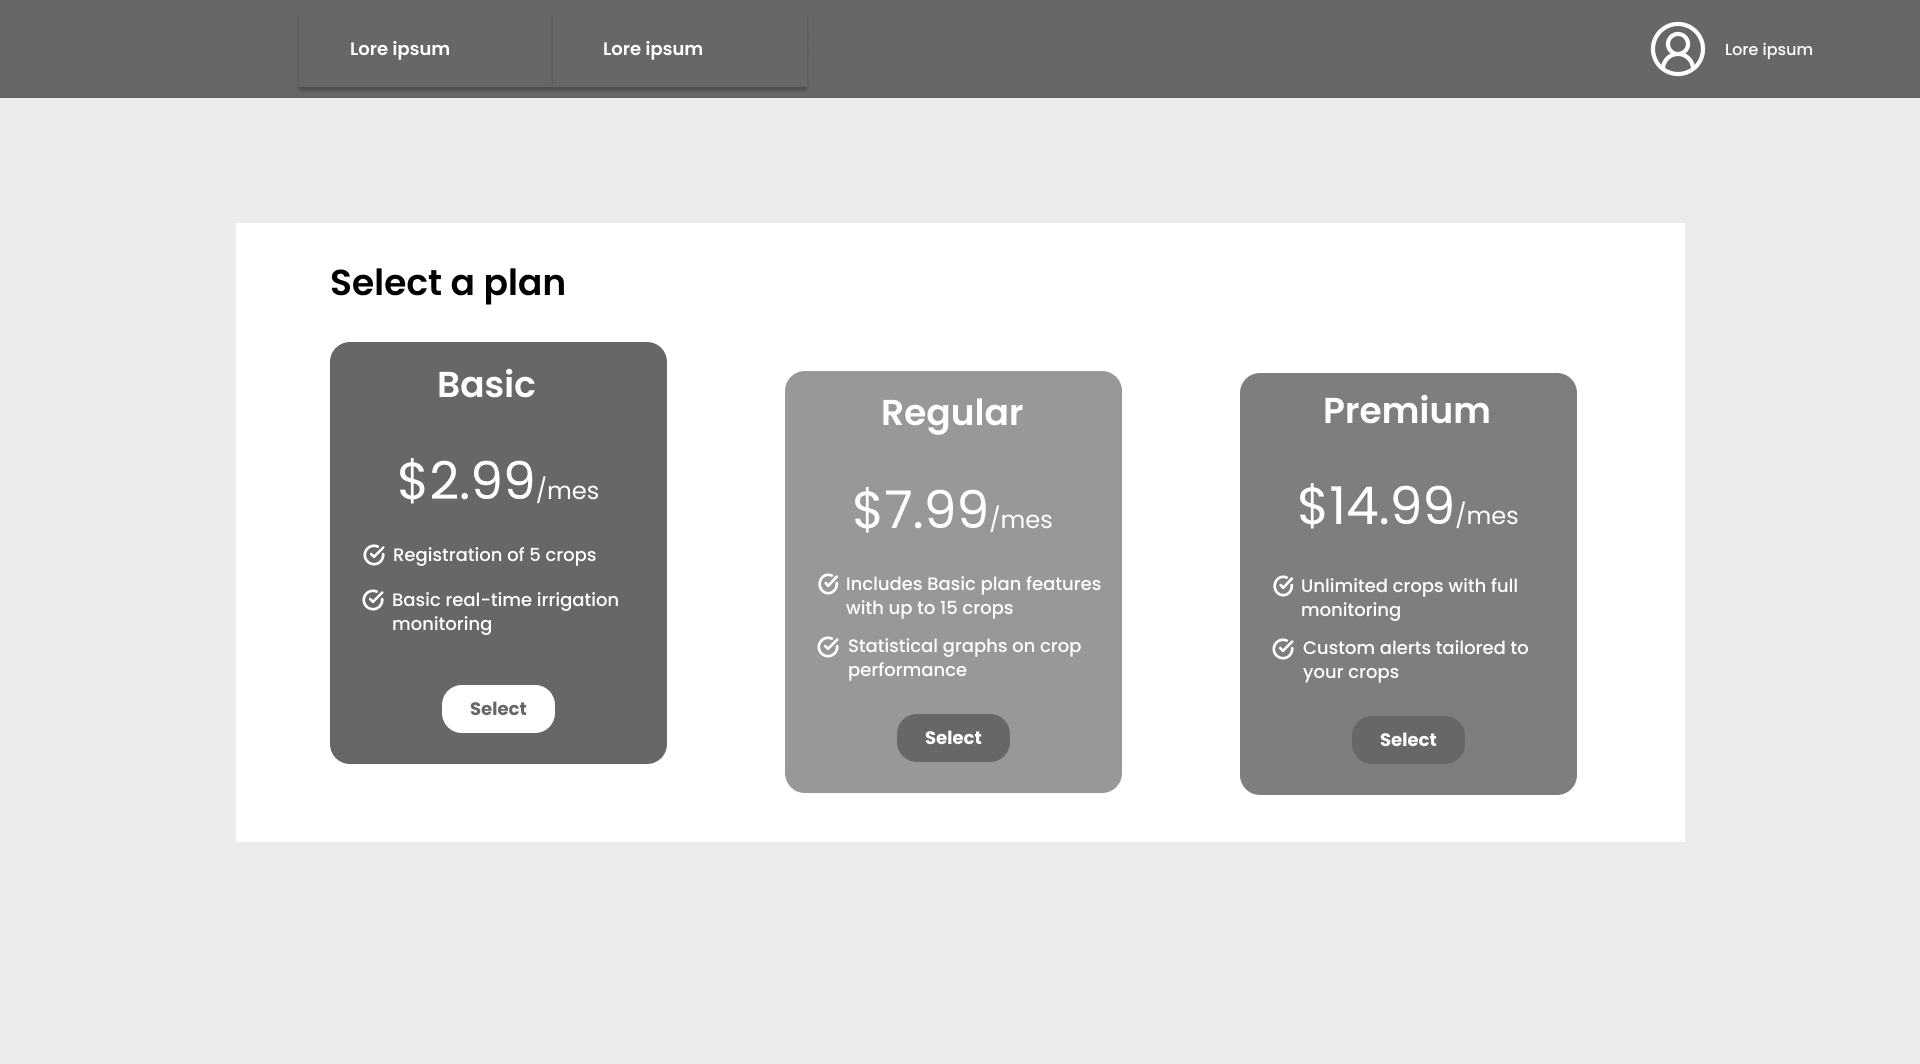 Lore ipsum
Lore ipsum
Lore ipsum
Select a plan
Basic
$2.99/mes
Registration of 5 crops
Basic real-time irrigation
monitoring
Select
Regular
$7.99/mes
Includes Basic plan features
with up to 15 crops
Statistical graphs on crop
performance
Select
Premium
$14.99/mes
Unlimited crops with full
monitoring
Custom alerts tailored to
your crops
Select